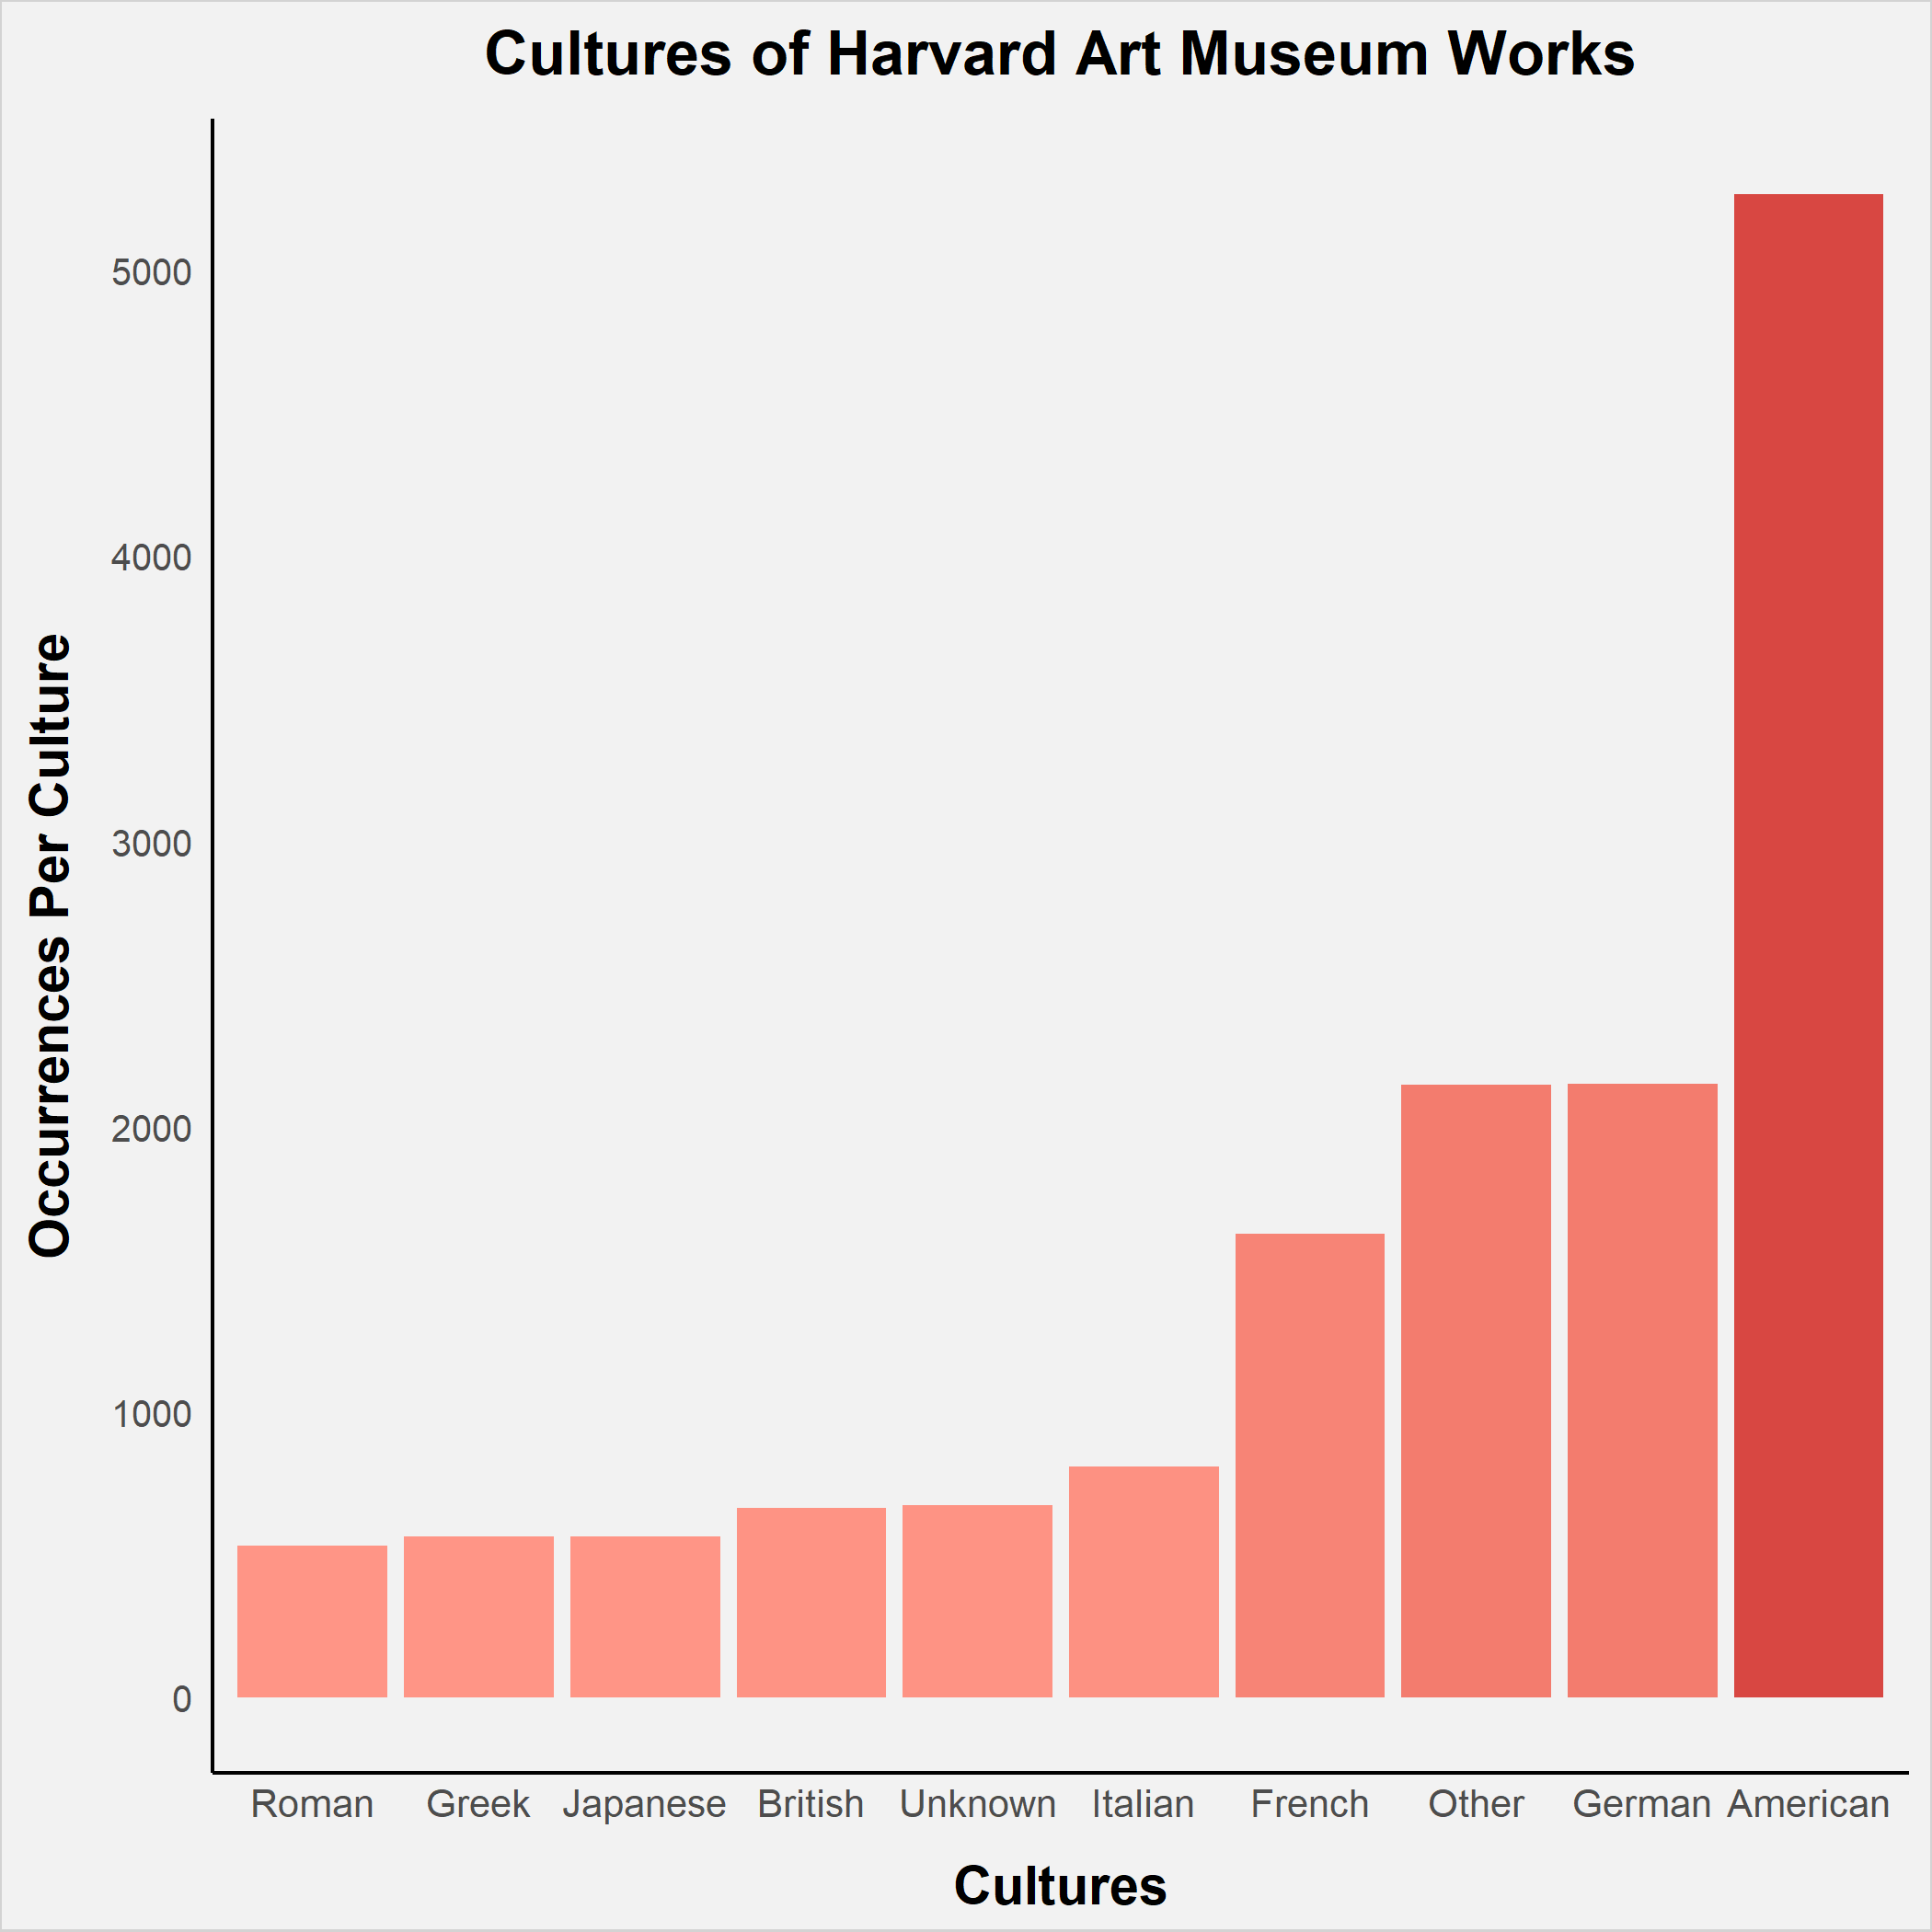 Cultures of Harvard Art Museum Works
Occurrences Per Culture
5000
4000
3000
2000
1000
0
Roman Greek Japanese British Unknown Italian French Other German American
Cultures